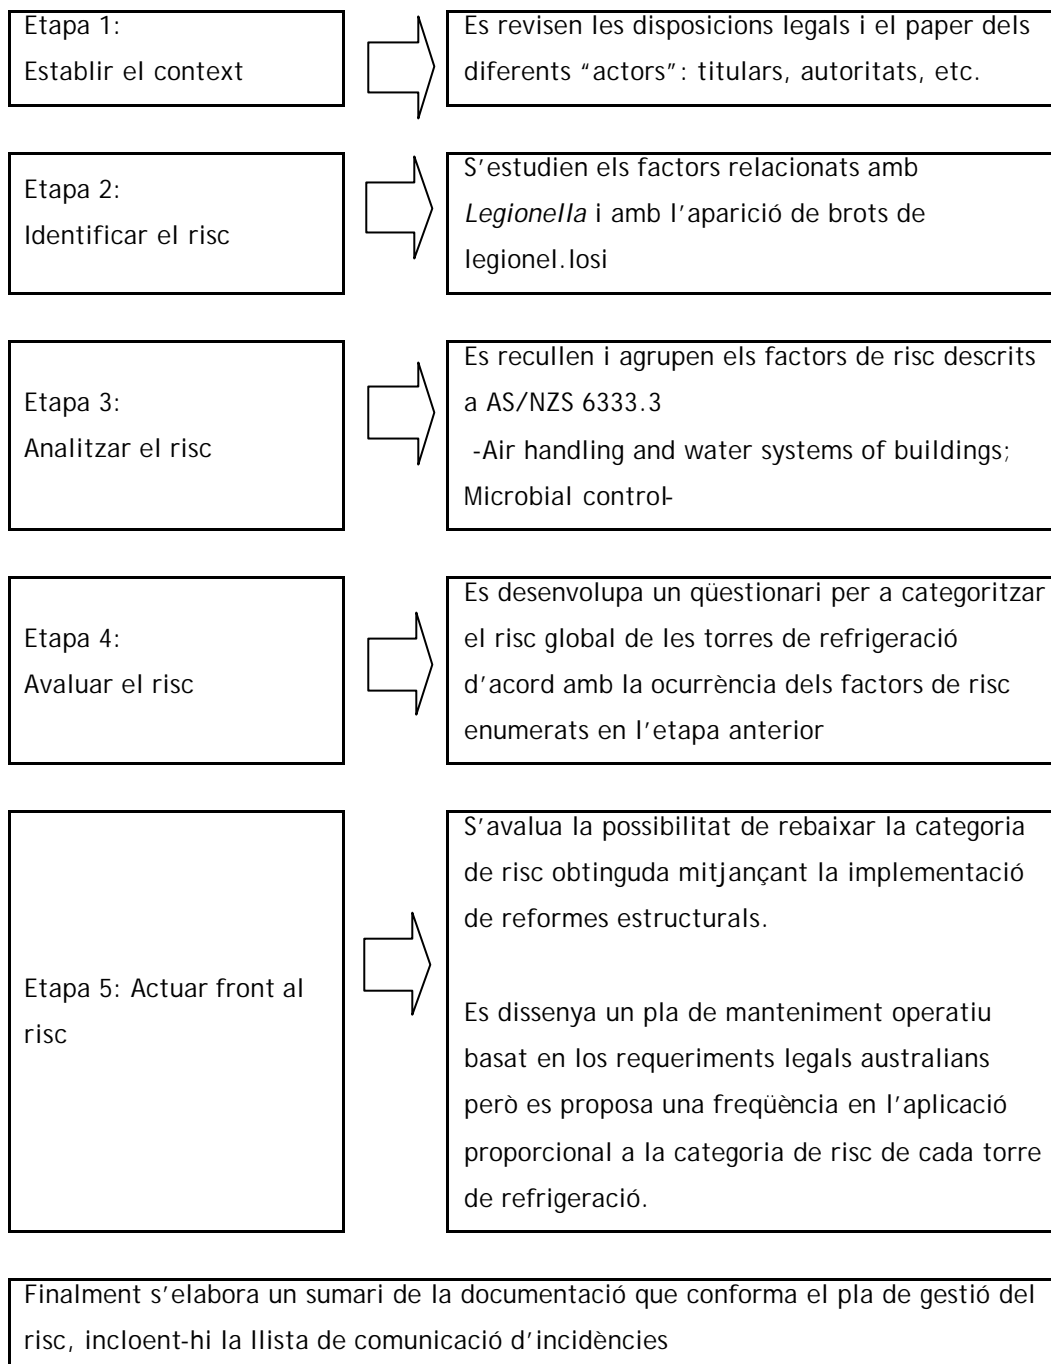 Etapa 1:
Establir el context
Es revisen les disposicions legals i el paper dels
diferents “actors”: titulars, autoritats, etc.
Etapa 2:
Identificar el risc
S’estudien els factors relacionats amb
Legionella i amb l’aparició de brots de
legionel.losi
Etapa 3:
Analitzar el risc
Es recullen i agrupen els factors de risc descrits
a AS/NZS 6333.3
-Air handling and water systems of buildings;
Microbial control-
Etapa 4:
Avaluar el risc
Es desenvolupa un qüestionari per a categoritzar
el risc global de les torres de refrigeració
d’acord amb la ocurrència dels factors de risc
enumerats en l’etapa anterior
Etapa 5: Actuar front al
risc
S’avalua la possibilitat de rebaixar la categoria
de risc obtinguda mitjançant la implementació
de reformes estructurals.
Es dissenya un pla de manteniment operatiu
basat en los requeriments legals australians
però es proposa una freqüència en l’aplicació
proporcional a la categoria de risc de cada torre
de refrigeració.
Finalment s’elabora un sumari de la documentació que conforma el pla de gestió del
risc, incloent-hi la llista de comunicació d’incidències